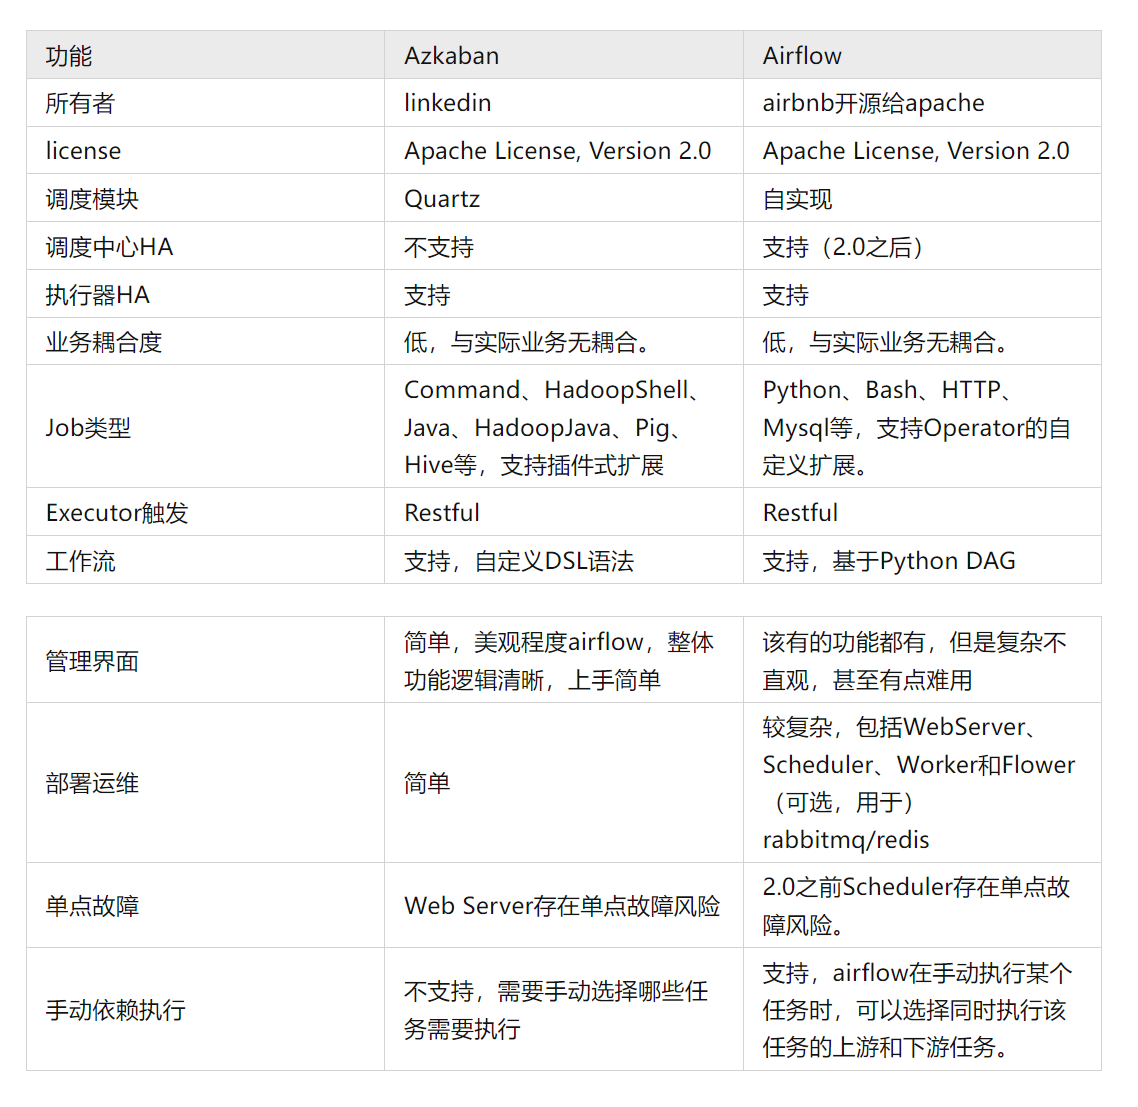 功能
Azkaban
Airflow
所有者
linkedin
airbnb开源给apache
license
Apache License, Version 2.0
Apache License, Version 2.0
调度模块
Quartz
自实现
调度中心HA
不支持
支持（2.0之后）
执行器HA
支持
支持
业务耦合度
低，与实际业务无耦合。
低，与实际业务无耦合。
Job类型
Command、HadoopShell、
Java、HadoopJava、Pig、
Hive等，支持插件式扩展
Python、Bash、HTTP、
Mysql等，支持Operator的自
定义扩展。
Executor触发
Restful
Restful
工作流
支持，自定义DSL语法
支持，基于Python DAG
管理界面
简单，美观程度airflow，整体
功能逻辑清晰，上手简单
该有的功能都有，但是复杂不
直观，甚至有点难用
部署运维
简单
较复杂，包括WebServer、
Scheduler、Worker和Flower
（可选，用于）
rabbitmq/redis
单点故障
Web Server存在单点故障风险
2.0之前Scheduler存在单点故
障风险。
手动依赖执行
不支持，需要手动选择哪些任
务需要执行
支持，airflow在手动执行某个
任务时，可以选择同时执行该
任务的上游和下游任务。